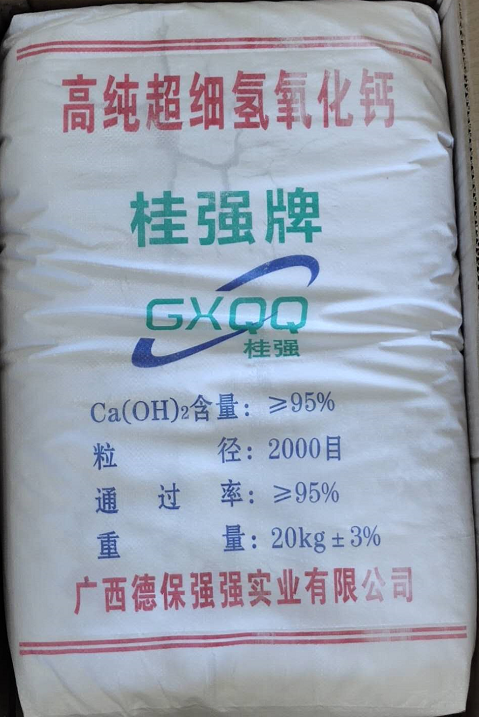 高纯超细氢氧化钙
桂强牌
GXQQ
桂强
Ca(OH)₂含量：≥95%
粒径：2000目
通过率：≥95%
重量：20kg±3%
广西德保强强实业有限公司